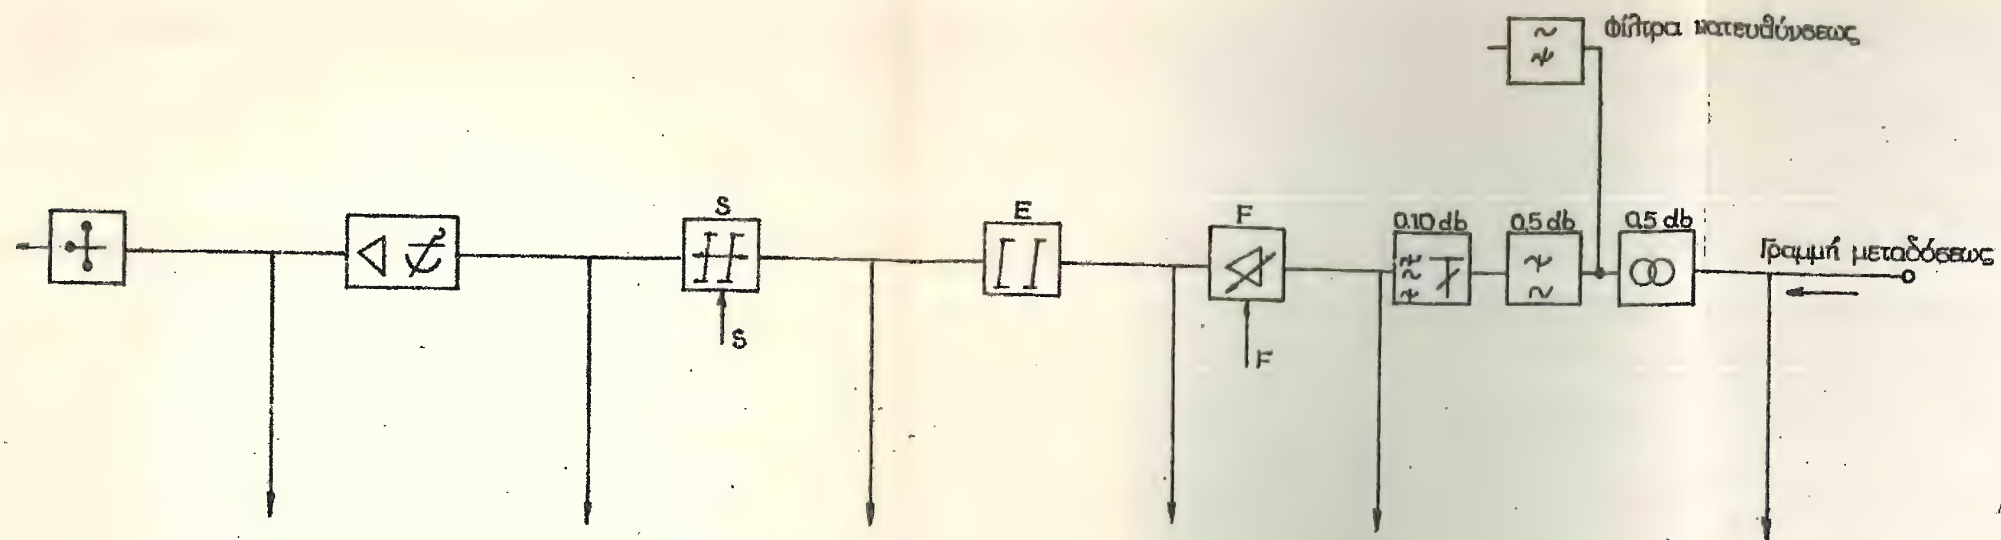 Φίλτρα κατευθύνσεως
S
E
F
0.10 db
0.5 db
0.5 db
Γραμμή μεταδόσεως
S
F